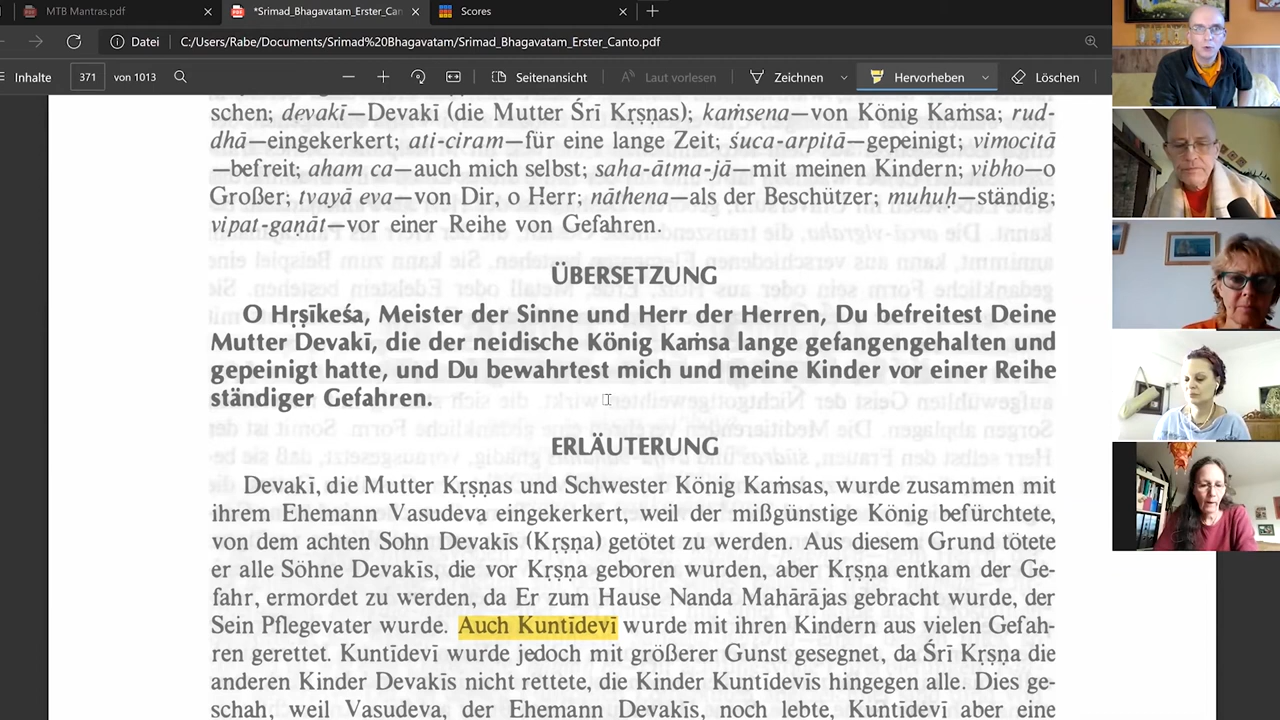 MTB Mantras.pdf
*Srimad_Bhagavatam_Erster_Can
Scores
Datei C:/Users/Rabe/Documents/Srimad%20Bhagavatam/Srimad_Bhagavatam_Erster_Canto.pdf
Inhalte 371 von 1013 Seitenansicht Laut vorlesen Zeichnen Hervorheben Löschen
schen; devakī—Devakī (die Mutter Śrī Kṛṣṇas); kaṁsena—von König Kaṁsa; rud-
dhā—eingekerkert; ati-ciram—für eine lange Zeit; śuca-arpitā—gepeinigt; vimocitā
—befreit; aham ca—auch mich selbst; saha-ātma-jā—mit meinen Kindern; vibho—o
Großer; tvayā eva—von Dir, o Herr; nāthena—als der Beschützer; muhuḥ—ständig;
vipat-gaṇāt—vor einer Reihe von Gefahren.
ÜBERSETZUNG
O Hṛṣīkeśa, Meister der Sinne und Herr der Herren, Du befreitest Deine
Mutter Devakī, die der neidische König Kaṁsa lange gefangengehalten und
gepeinigt hatte, und Du bewahrtest mich und meine Kinder vor einer Reihe
ständiger Gefahren.
ERLÄUTERUNG
Devakī, die Mutter Kṛṣṇas und Schwester König Kaṁsas, wurde zusammen mit
ihrem Ehemann Vasudeva eingekerkert, weil der mißgünstige König befürchtete,
von dem achten Sohn Devakīs (Kṛṣṇa) getötet zu werden. Aus diesem Grund tötete
er alle Söhne Devakīs, die vor Kṛṣṇa geboren wurden, aber Kṛṣṇa entkam der Ge-
fahr, ermordet zu werden, da Er zum Hause Nanda Mahārājas gebracht wurde, der
Sein Pflegevater wurde. Auch Kuntīdevī wurde mit ihren Kindern aus vielen Gefah-
ren gerettet. Kuntīdevī wurde jedoch mit größerer Gunst gesegnet, da Śrī Kṛṣṇa die
anderen Kinder Devakīs nicht rettete, die Kinder Kuntīdevīs hingegen alle. Dies ge-
schah, weil Vasudeva, der Ehemann Devakīs, noch lebte, Kuntīdevī aber eine